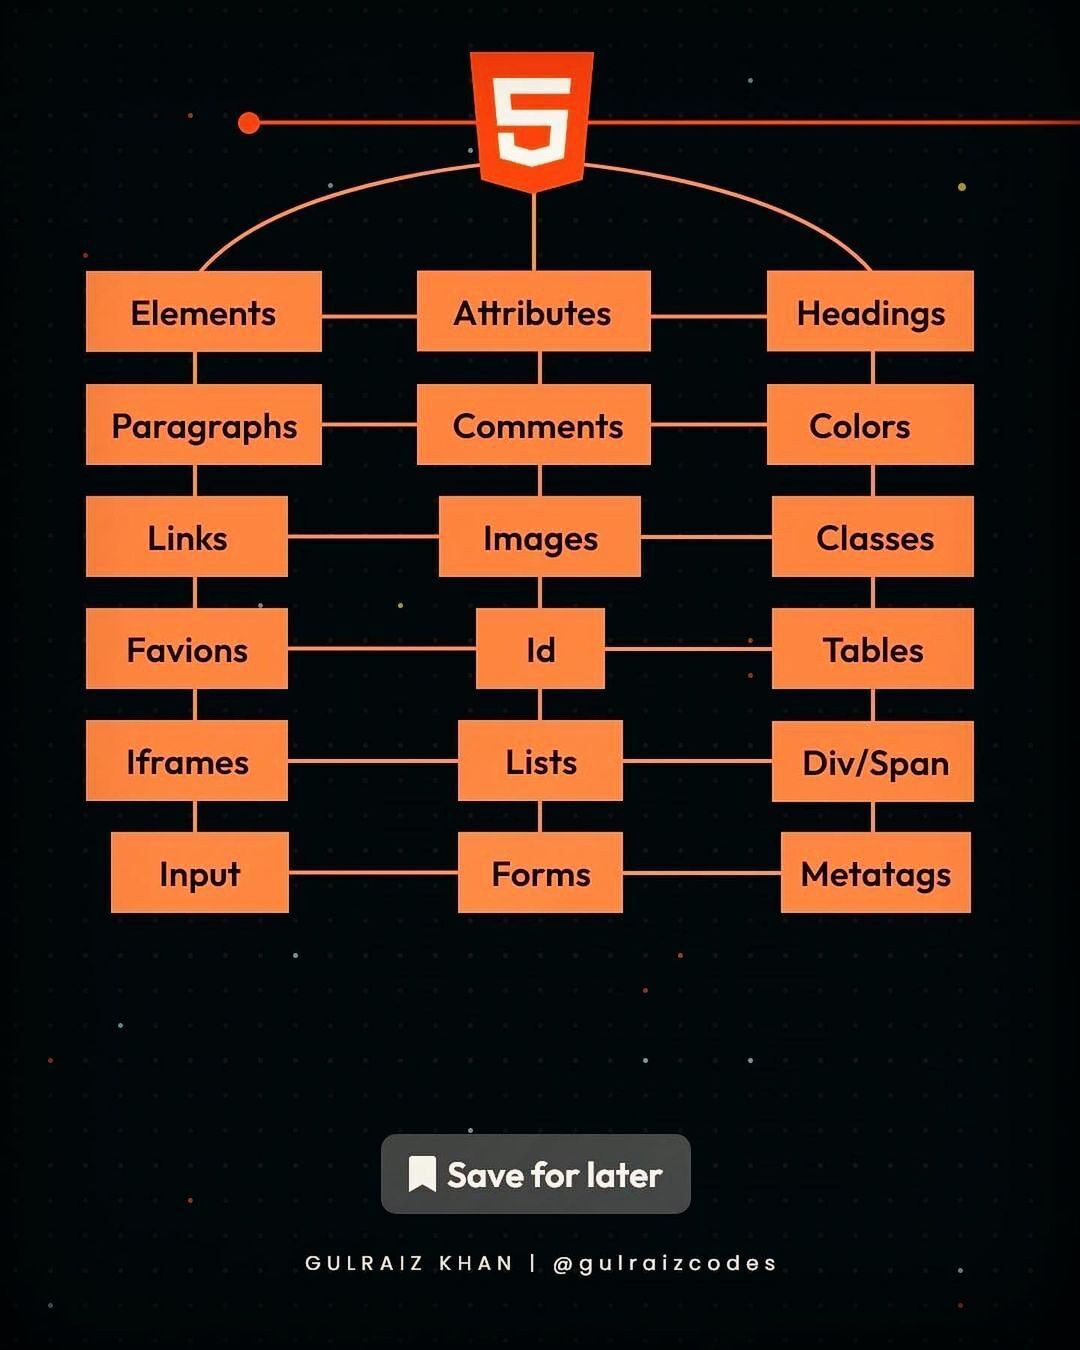 5
Elements
Attributes
Headings
Paragraphs
Comments
Colors
Links
Images
Classes
Favions
Id
Tables
Iframes
Lists
Div/Span
Input
Forms
Metatags
Save for later
GULRAIZ KHAN | @gulraizcodes